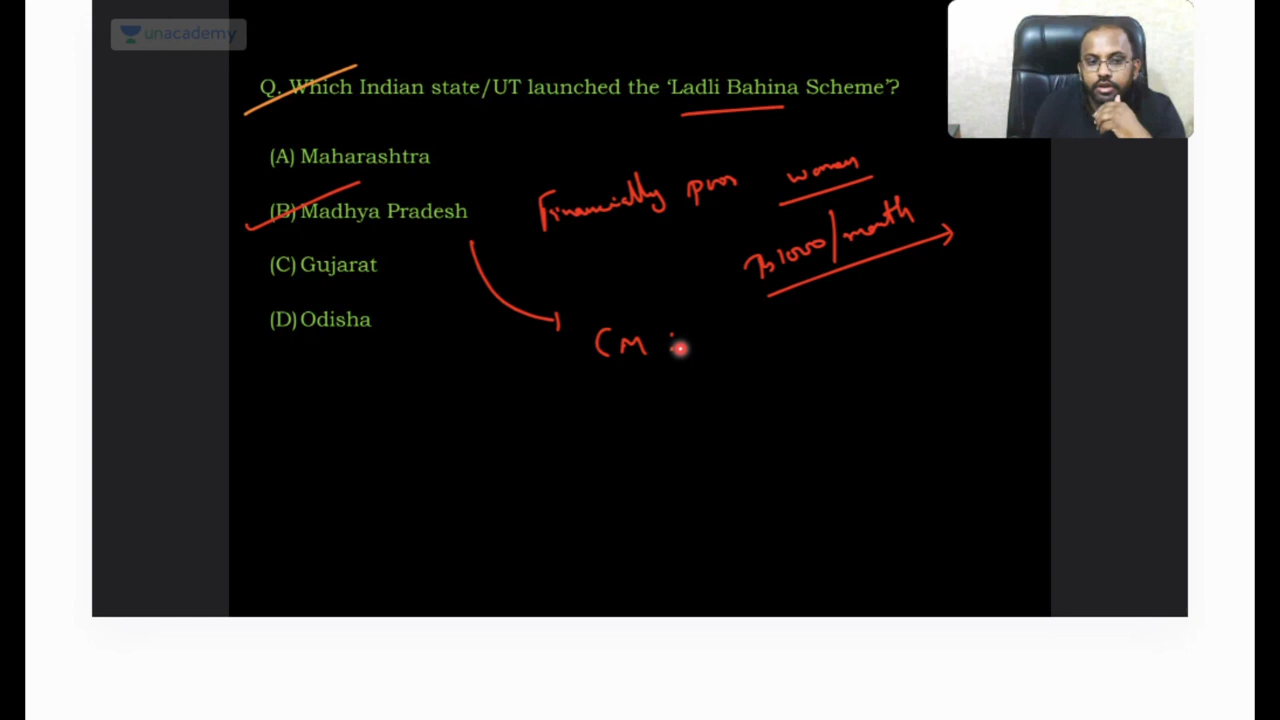 unacademy
Q. Which Indian state/UT launched the ‘Ladli Bahina Scheme’?
(A) Maharashtra
(B) Madhya Pradesh
(C) Gujarat
(D) Odisha
Financially women
1000/month
CM :